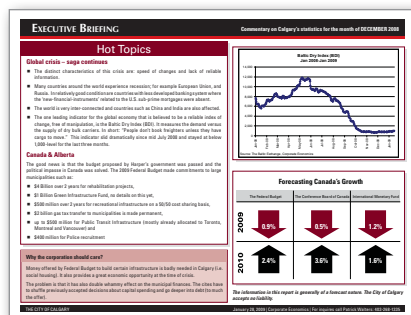 EXECUTIVE BRIEFING
Commentary on Calgary's statistics for the month of DECEMBER 2008
Hot Topics
Global crisis – saga continues
The distinct characteristics of this crisis are: speed of changes and lack of reliable
information.
Many countries around the world experience recession; for example European Union, and
Russia. In relatively good condition are countries with less developed banking system where
the 'new-financial-instruments' related to the U.S. sub-prime mortgages were absent.
The world is very inter-connected and countries such as China and India are also affected.
The one leading indicator for the global economy that is believed to be a reliable index of
change, free of manipulation, is the Baltic Dry Index (BDI). It measures the demand versus
the supply of dry bulk carriers. In short: "People don't book freighters unless they have
cargo to move." This indicator slid dramatically since mid July 2008 and stayed at below
1,000-level for the last three months.
Canada & Alberta
The good news is that the budget proposed by Harper's government was passed and the
political impasse in Canada was solved. The 2009 Federal Budget made commitments to large
municipalities such as:
$4 Billion over 2 years for rehabilitation projects,
$1 Billion Green Infrastructure Fund, no details on this yet,
$500 million over 2 years for recreational infrastructure on a 50/50 cost sharing basis,
$2 billion gas tax transfer to municipalities is made permanent,
up to $500 million for Public Transit Infrastructure (mostly already allocated to Toronto,
Montreal and Vancouver) and
$400 million for Police recruitment
Why the corporation should care?
Money offered by Federal Budget to build certain infrastructure is badly needed in Calgary (i.e.
social housing). It also provides a great economic opportunity at the time of crisis.
The problem is that it has also double whammy effect on the municipal finances. The cities have
to shuffle previously accepted decisions about capital spending and go deeper into debt (to match
the offer).
Baltic Dry Index (BDI)
Jan 2008-Jan 2009
14,000
12,000
10,000
8,000
6,000
4,000
2,000
0
Source: The Baltic Exchange, Corporate Economics
Forecasting Canada's Growth
The Federal Budget
The Conference Board of Canada
International Monetary Fund
2009
0.9%
0.5%
1.2%
2010
2.4%
3.6%
1.6%
The information in this report is generally of a forecast nature. The City of Calgary
accepts no liability.
THE CITY OF CALGARY
January 28, 2009 | Corporate Economics | For inquiries call Patrick Walters: 403-268-1335